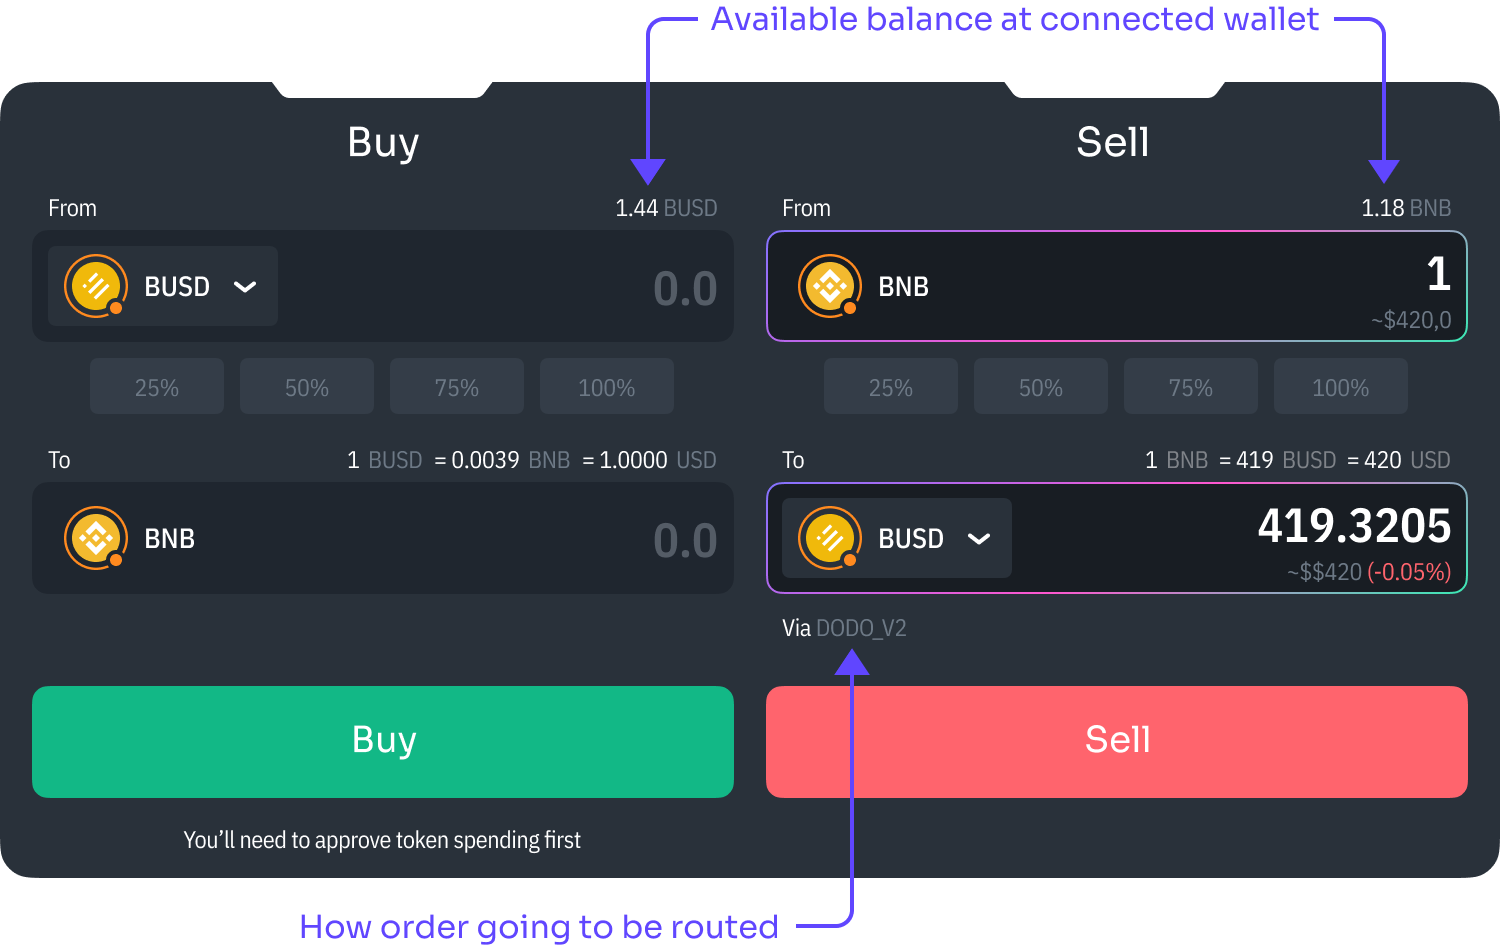 Available balance at connected wallet
Buy
From 1.44 BUSD
BUSD 0.0
25% 50% 75% 100%
To 1 BUSD = 0.0039 BNB = 1.0000 USD
BNB 0.0
Buy
You’ll need to approve token spending first
Sell
From 1.18 BNB
BNB 1
~$420,0
25% 50% 75% 100%
To 1 BNB = 419 BUSD = 420 USD
BUSD 419.3205
~$$420 (-0.05%)
Via DODO_V2
Sell
How order going to be routed